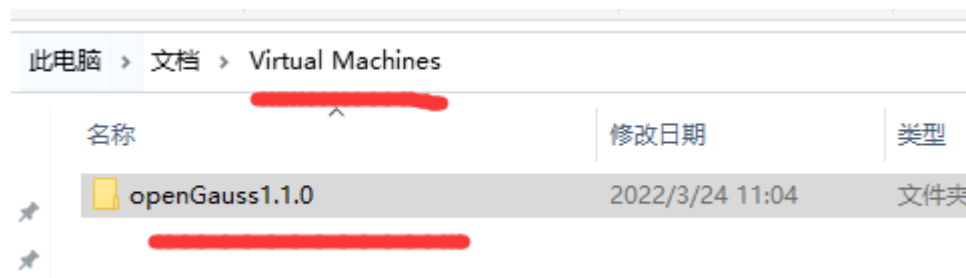 此电脑 > 文档 > Virtual Machines
名称 修改日期 类型
openGauss1.1.0 2022/3/24 11:04 文件夹